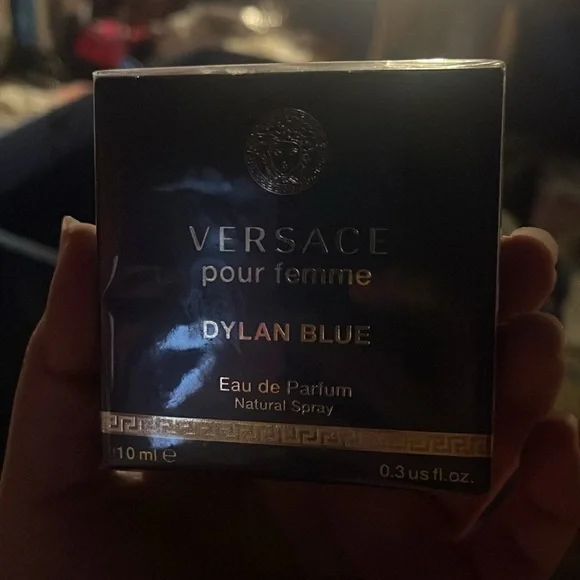 VERSACE
pour femme
DYLAN BLUE
Eau de Parfum
Natural Spray
10 ml ℮
0.3 us fl.oz.